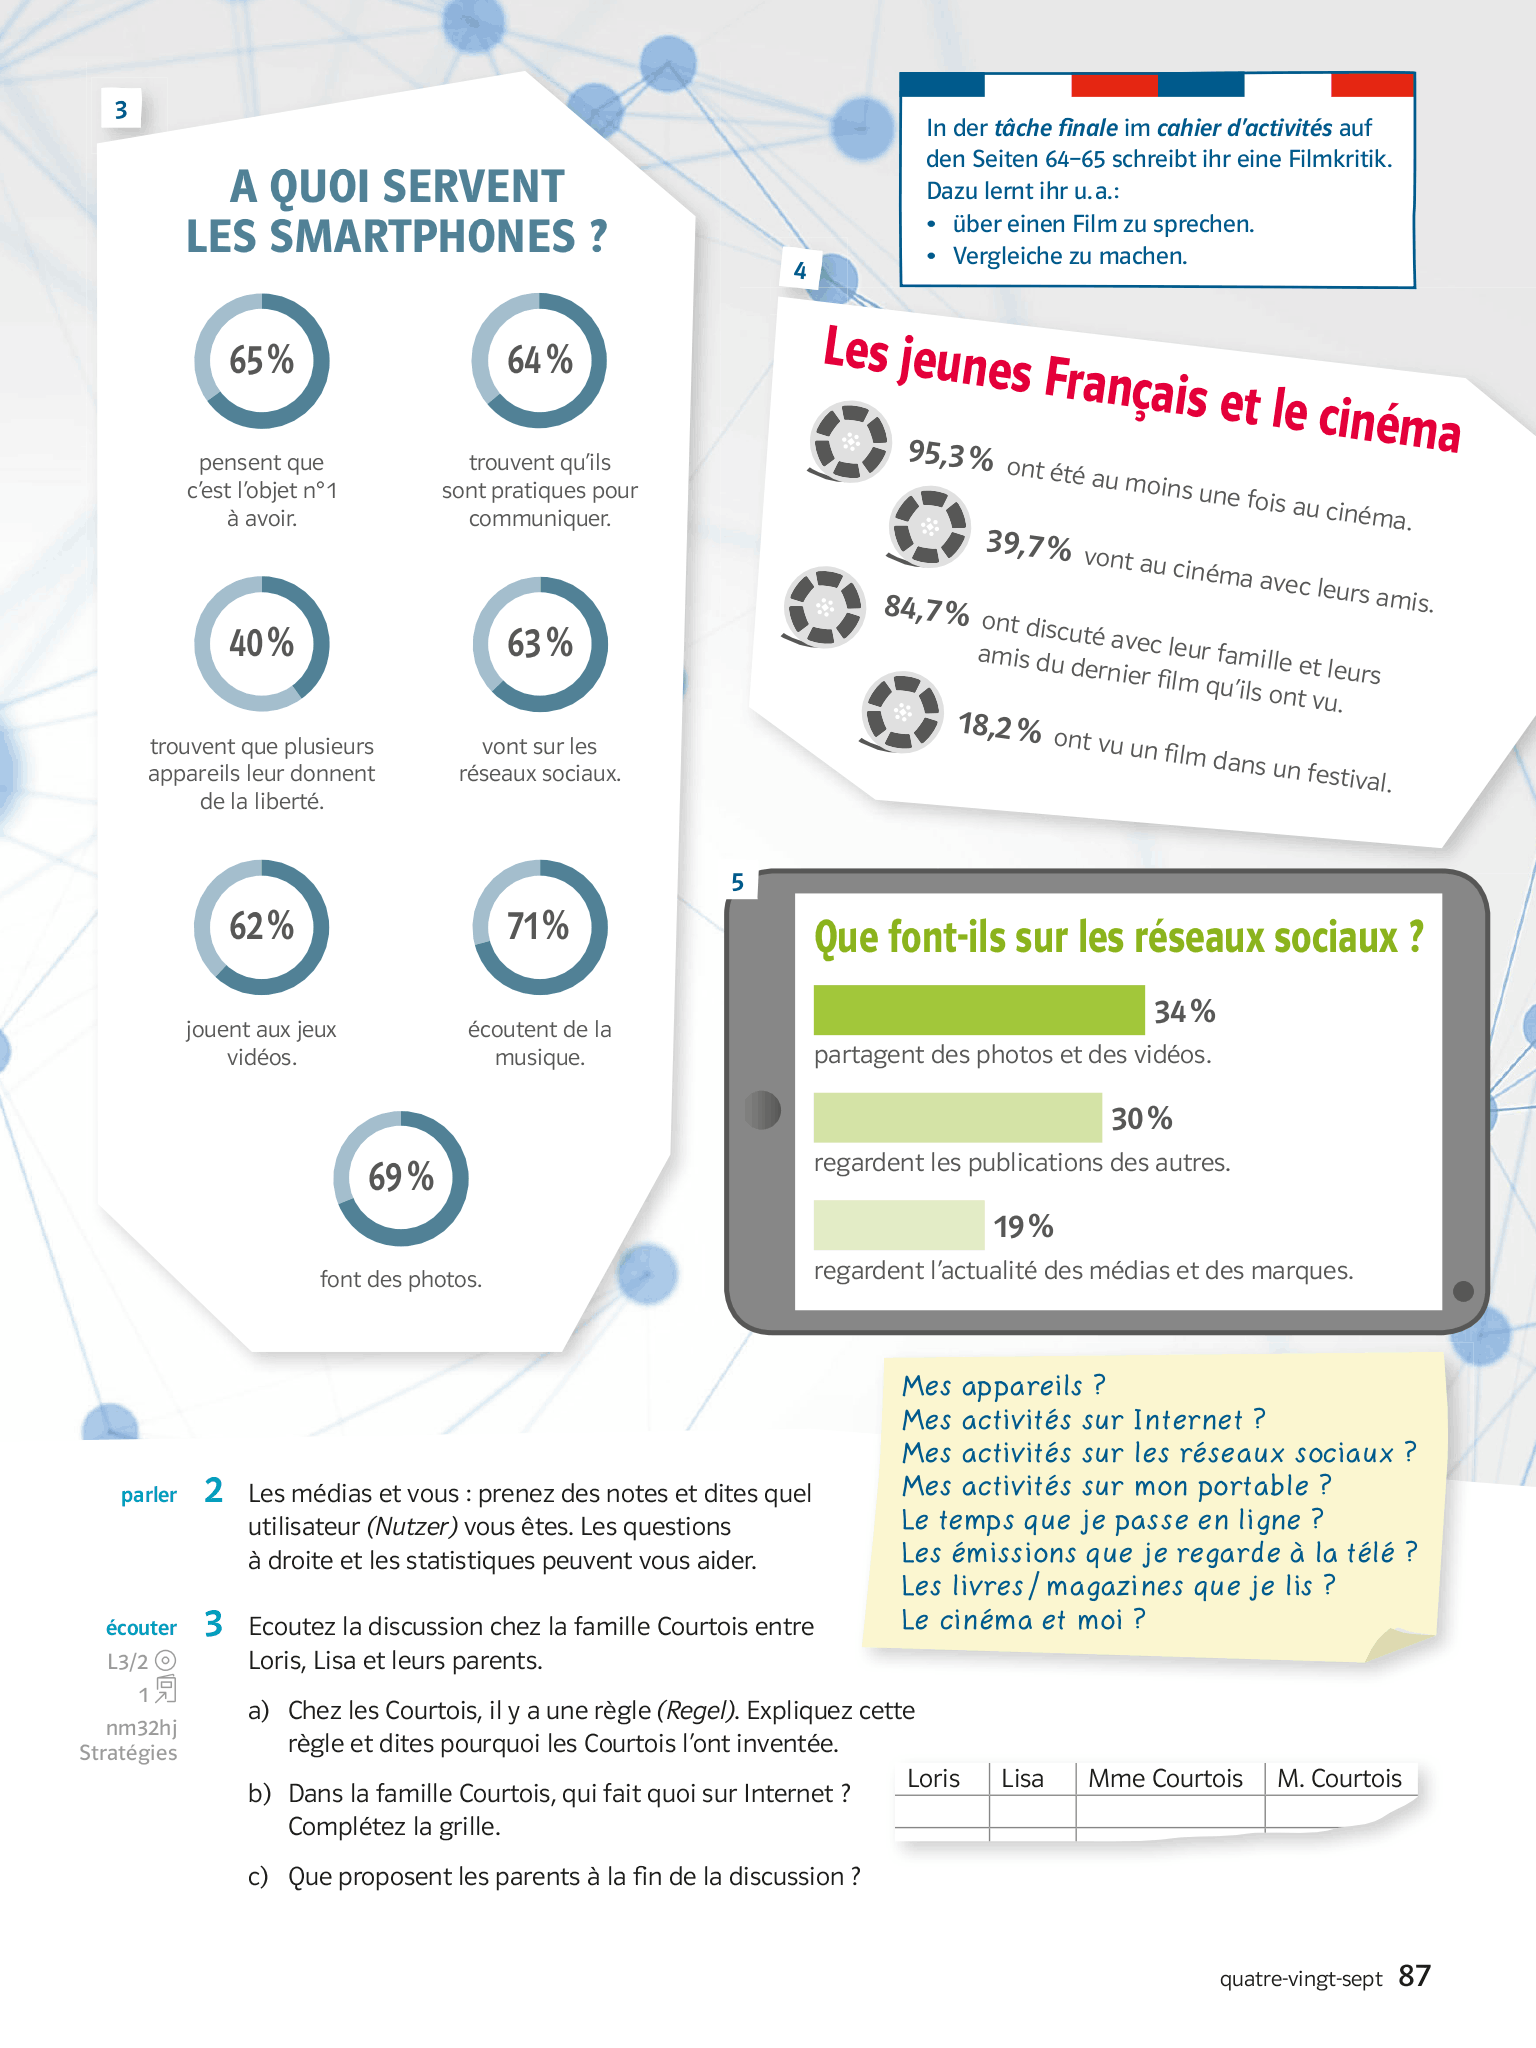 3
A QUOI SERVENT
LES SMARTPHONES ?
65 %
pensent que
c'est l'objet n°1
à avoir.
64 %
trouvent qu'ils
sont pratiques pour
communiquer.
40 %
trouvent que plusieurs
appareils leur donnent
de la liberté.
63 %
vont sur les
réseaux sociaux.
62 %
jouent aux jeux
vidéos.
71 %
écoutent de la
musique.
69 %
font des photos.
In der tâche finale im cahier d'activités auf
den Seiten 64–65 schreibt ihr eine Filmkritik.
Dazu lernt ihr u. a.:
• über einen Film zu sprechen.
• Vergleiche zu machen.
4
Les jeunes Français et le cinéma
95,3 % ont été au moins une fois au cinéma.
39,7 % vont au cinéma avec leurs amis.
84,7 % ont discuté avec leur famille et leurs
amis du dernier film qu'ils ont vu.
18,2 % ont vu un film dans un festival.
5
Que font-ils sur les réseaux sociaux ?
34 %
partagent des photos et des vidéos.
30 %
regardent les publications des autres.
19 %
regardent l'actualité des médias et des marques.
Mes appareils ?
Mes activités sur Internet ?
Mes activités sur les réseaux sociaux ?
Mes activités sur mon portable ?
Le temps que je passe en ligne ?
Les émissions que je regarde à la télé ?
Les livres / magazines que je lis ?
Le cinéma et moi ?
parler 2 Les médias et vous : prenez des notes et dites quel
utilisateur (Nutzer) vous êtes. Les questions
à droite et les statistiques peuvent vous aider.
écouter 3 Ecoutez la discussion chez la famille Courtois entre
L3/2 Loris, Lisa et leurs parents.
1
nm32hj
Stratégies
a) Chez les Courtois, il y a une règle (Regel). Expliquez cette
règle et dites pourquoi les Courtois l'ont inventée.
b) Dans la famille Courtois, qui fait quoi sur Internet ?
Complétez la grille.
Loris Lisa Mme Courtois M. Courtois
c) Que proposent les parents à la fin de la discussion ?
quatre-vingt-sept 87